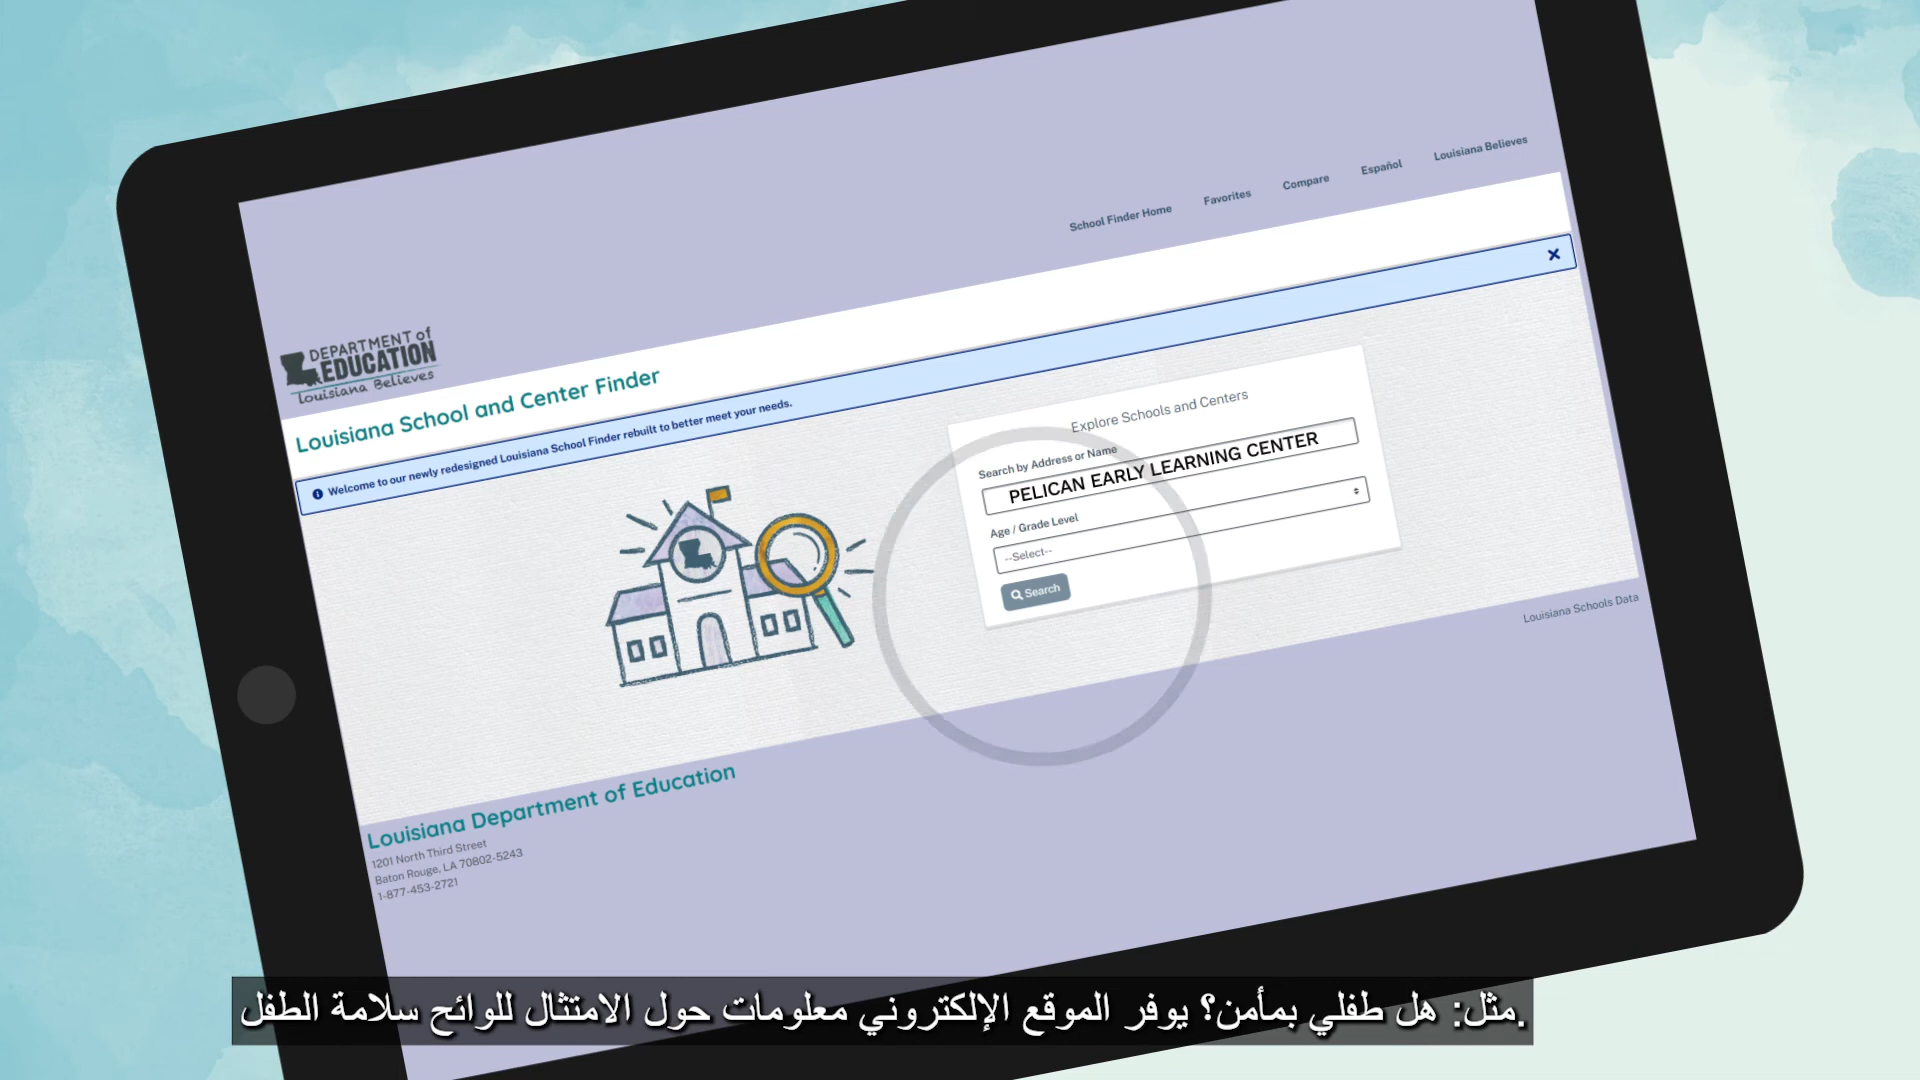 School Finder Home
Favorites
Compare
Español
Louisiana Believes
DEPARTMENT of
EDUCATION
Louisiana Believes
Louisiana School and Center Finder
Welcome to our newly redesigned Louisiana School Finder rebuilt to better meet your needs.
Explore Schools and Centers
Search by Address or Name
PELICAN EARLY LEARNING CENTER
Age / Grade Level
--Select--
Search
Louisiana Schools Data
Louisiana Department of Education
1201 North Third Street
Baton Rouge, LA 70802-5243
1-877-453-2721
مثل: هل طفلي بمأمن؟ يوفر الموقع الإلكتروني معلومات حول الامتثال للوائح سلامة الطفل.